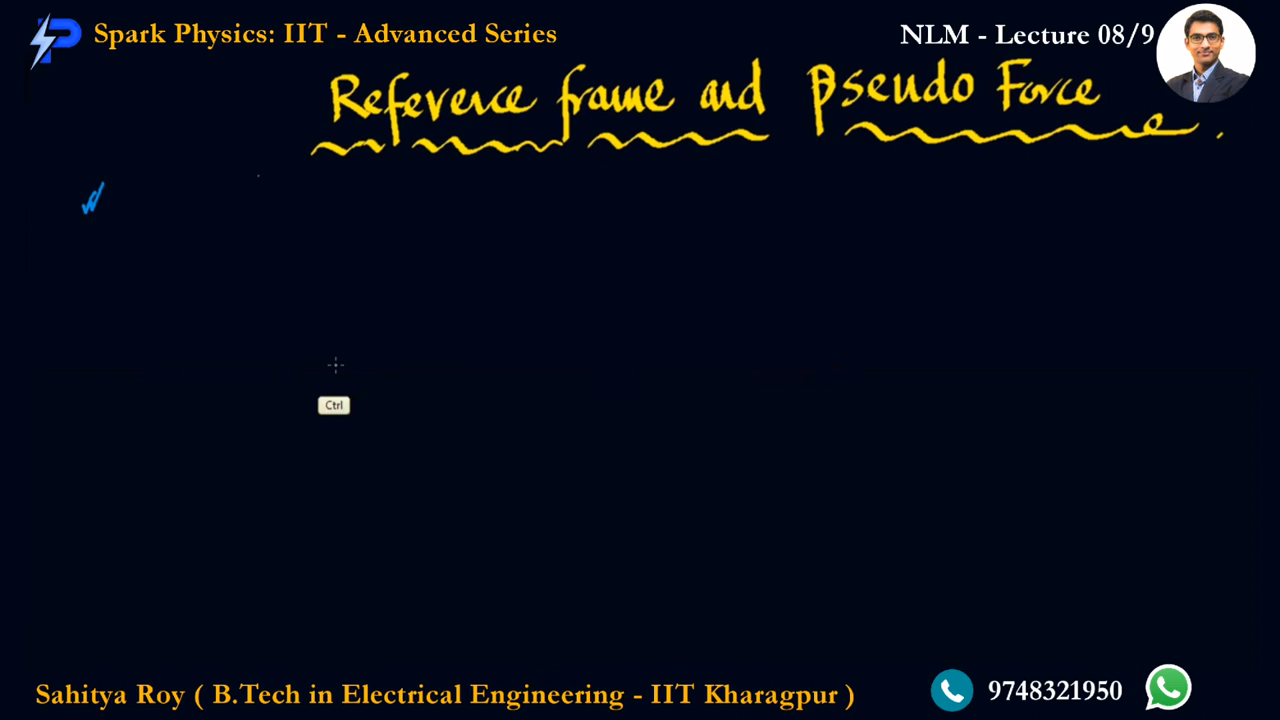 Spark Physics: IIT - Advanced Series
NLM - Lecture 08/9
Reference frame and Pseudo Force.
Ctrl
Sahitya Roy ( B.Tech in Electrical Engineering - IIT Kharagpur )
9748321950